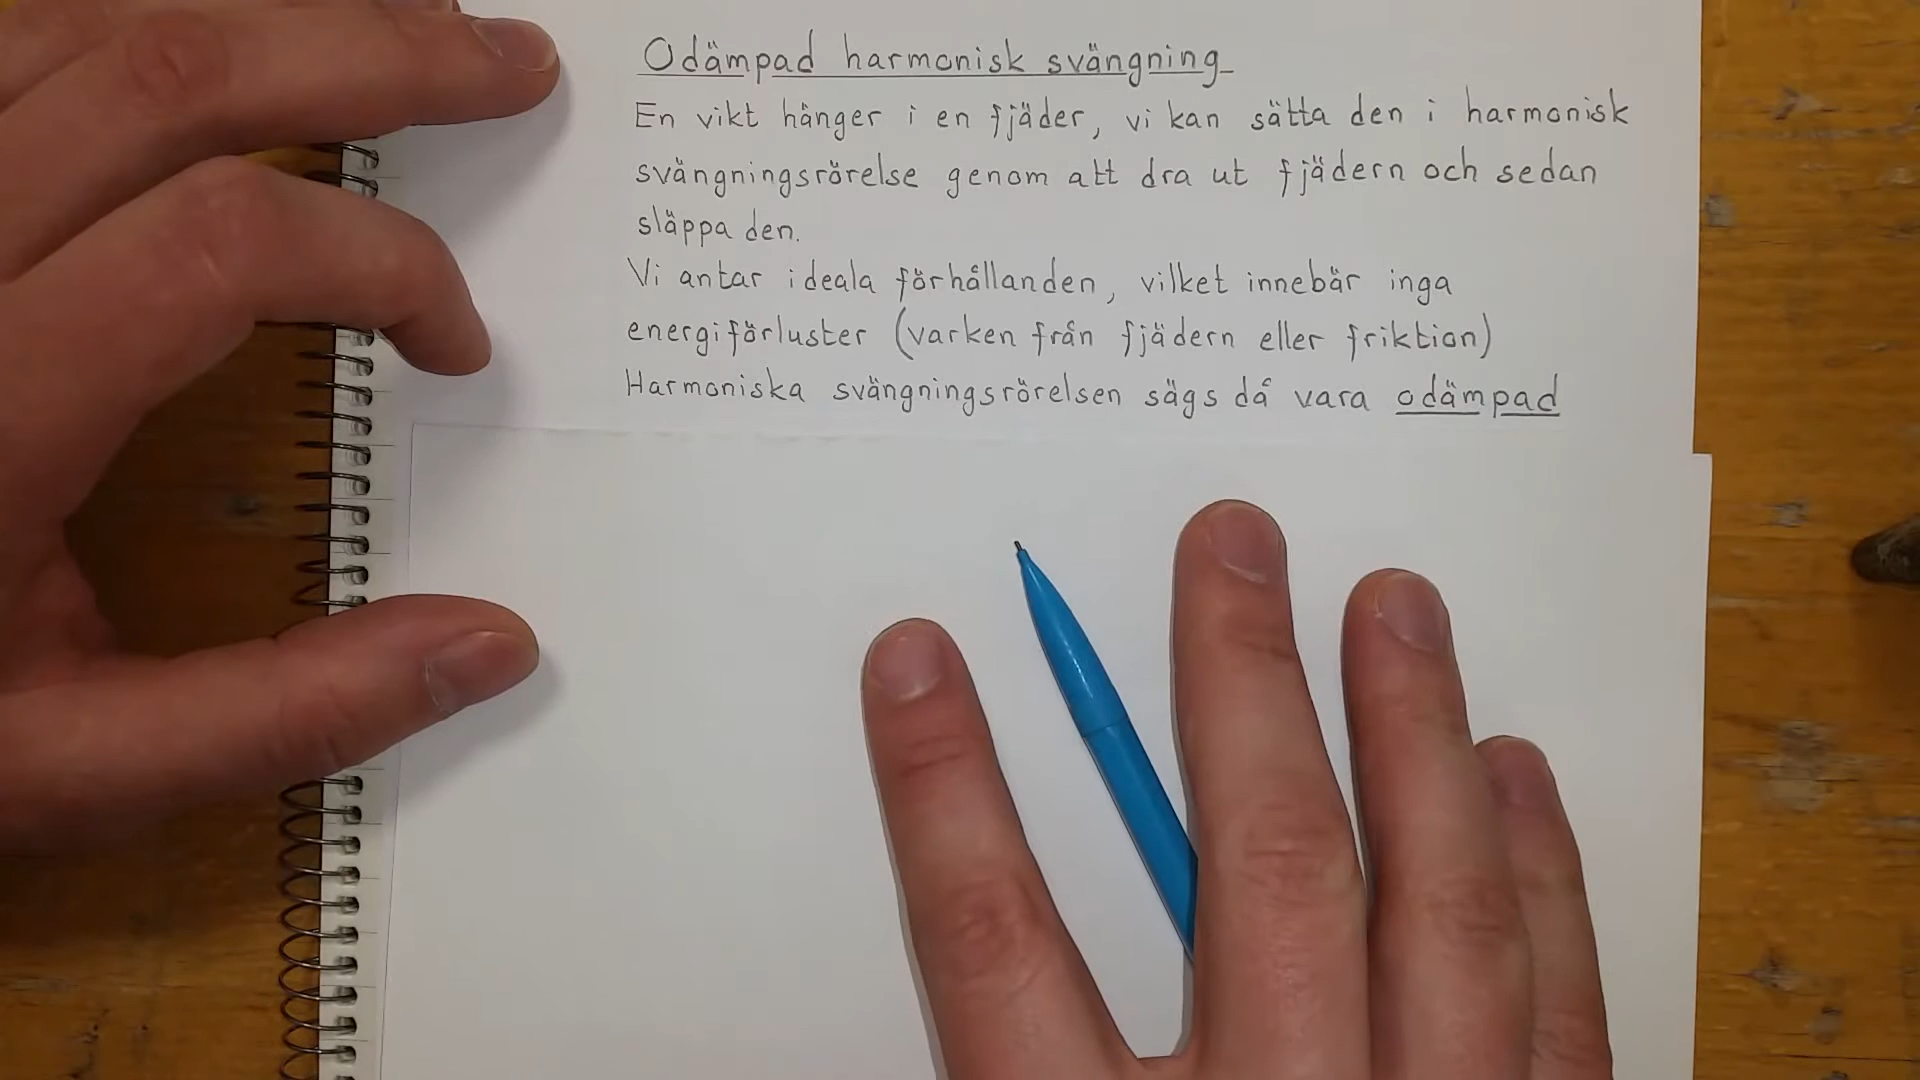 Odämpad harmonisk svängning
En vikt hänger i en fjäder, vi kan sätta den i harmonisk
svängningsrörelse genom att dra ut fjädern och sedan
släppa den.
Vi antar ideala förhållanden, vilket innebär inga
energiförluster (varken från fjädern eller friktion)
Harmoniska svängningsrörelsen sägs då vara odämpad